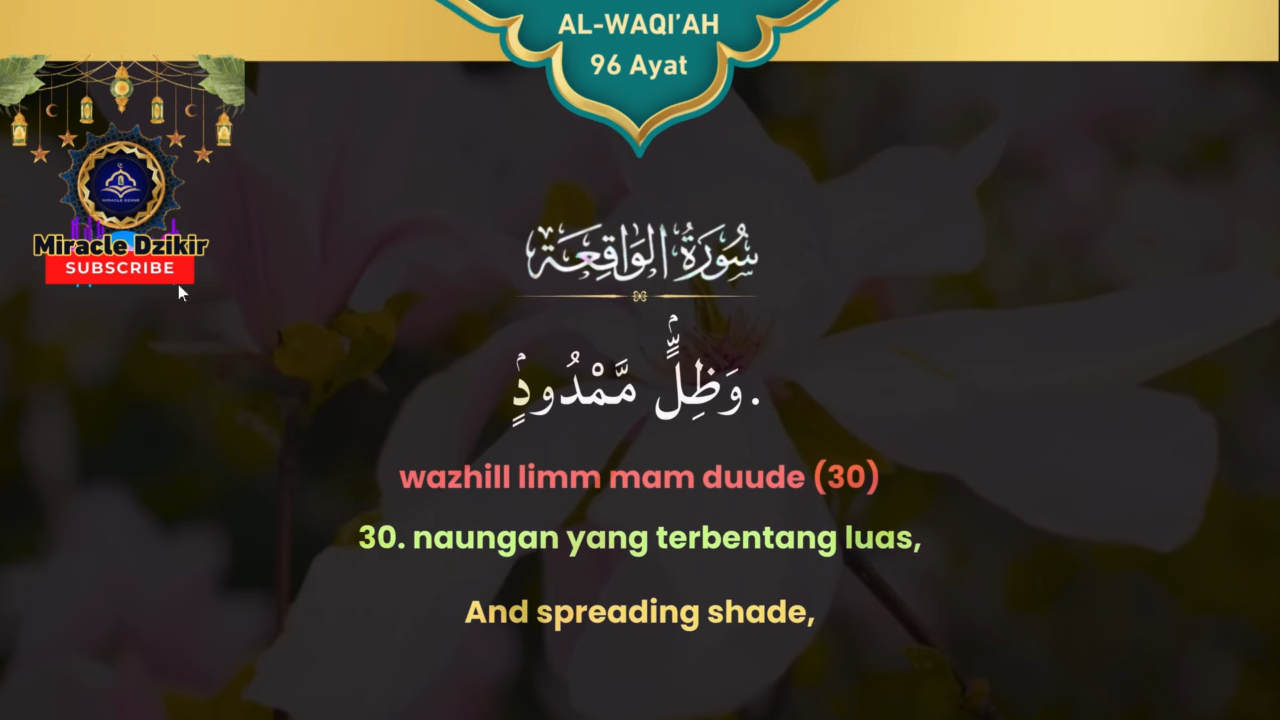 AL-WAQI’AH
96 Ayat
Miracle Dzikir
SUBSCRIBE
سُورَةُ الوَاقِعَة
وَظِلٍّۢ مَّمْدُودٍۢ.
wazhill limm mam duude (30)
30. naungan yang terbentang luas,
And spreading shade,